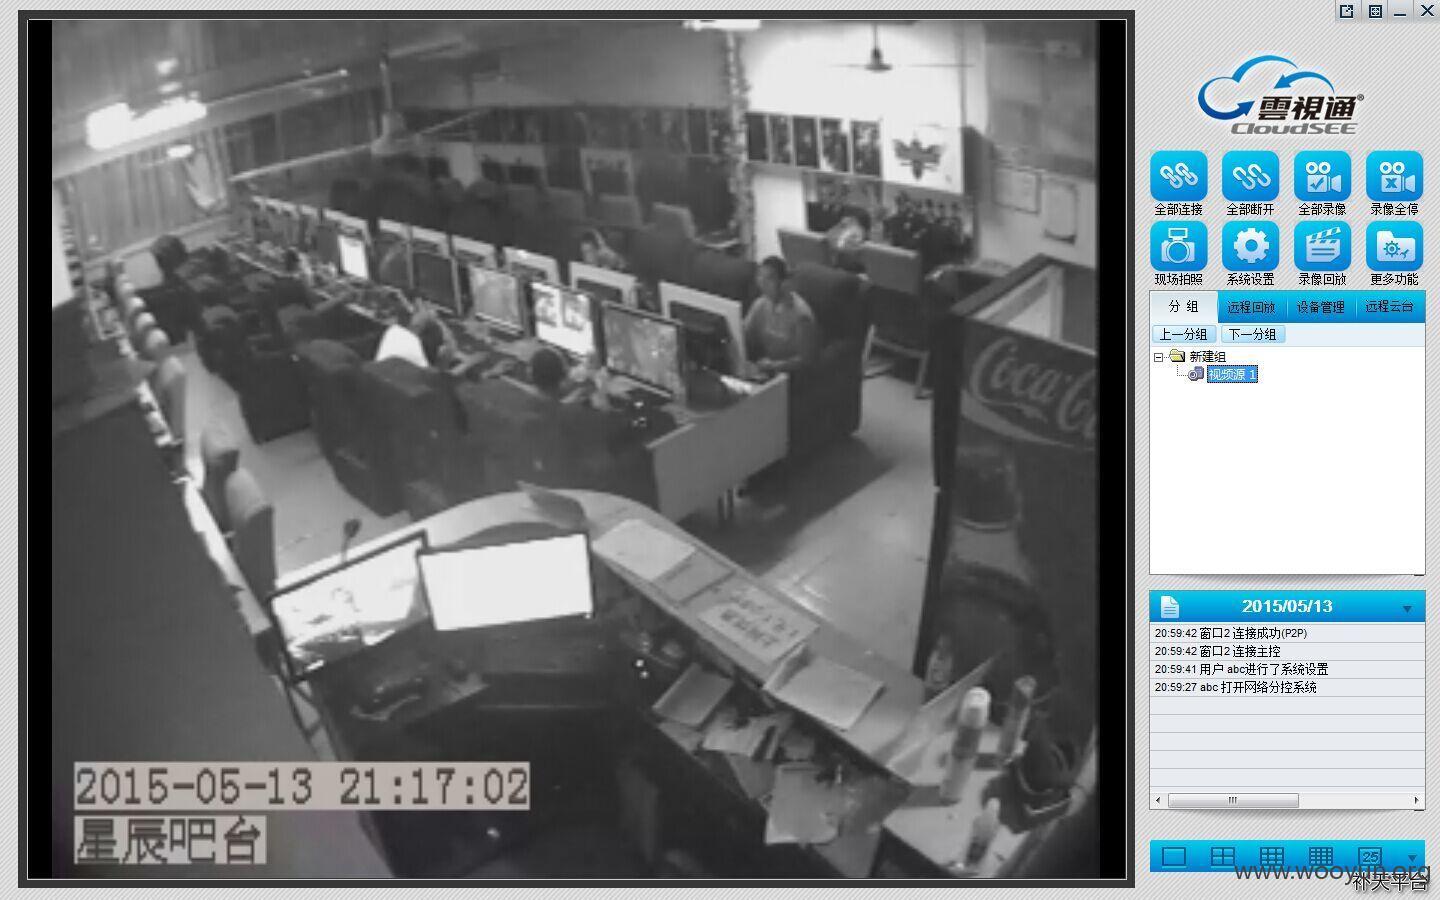 雲視通®
CloudSEE
全部连接 全部断开 全部录像 录像全停
现场拍照 系统设置 录像回放 更多功能
分 组 远程回放 设备管理 远程云台
上一分组 下一分组
新建组
视频源 1
Coca-C
2015/05/13
20:59:42 窗口2 连接成功(P2P)
20:59:42 窗口2 连接主控
20:59:41 用户 abc进行了系统设置
20:59:27 abc 打开网络分控系统
2015-05-13 21:17:02
星辰吧台
25
www.wooyun.org
补天平台